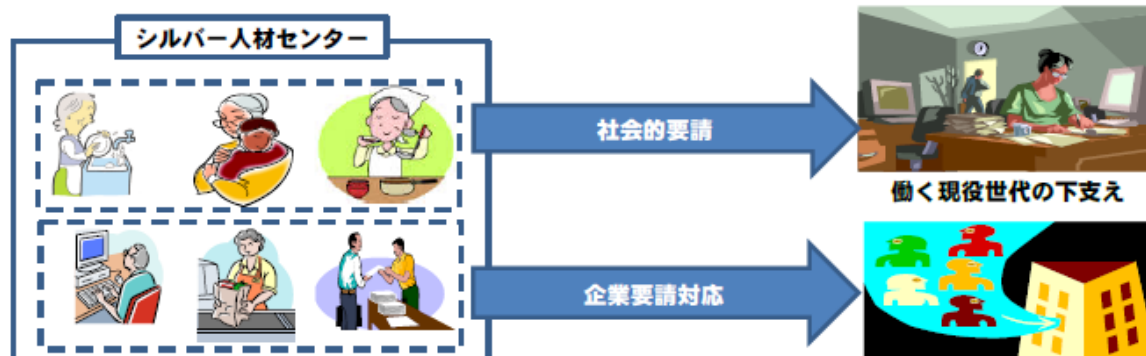 シルバー人材センター
社会的要請
働く現役世代の下支え
企業要請対応